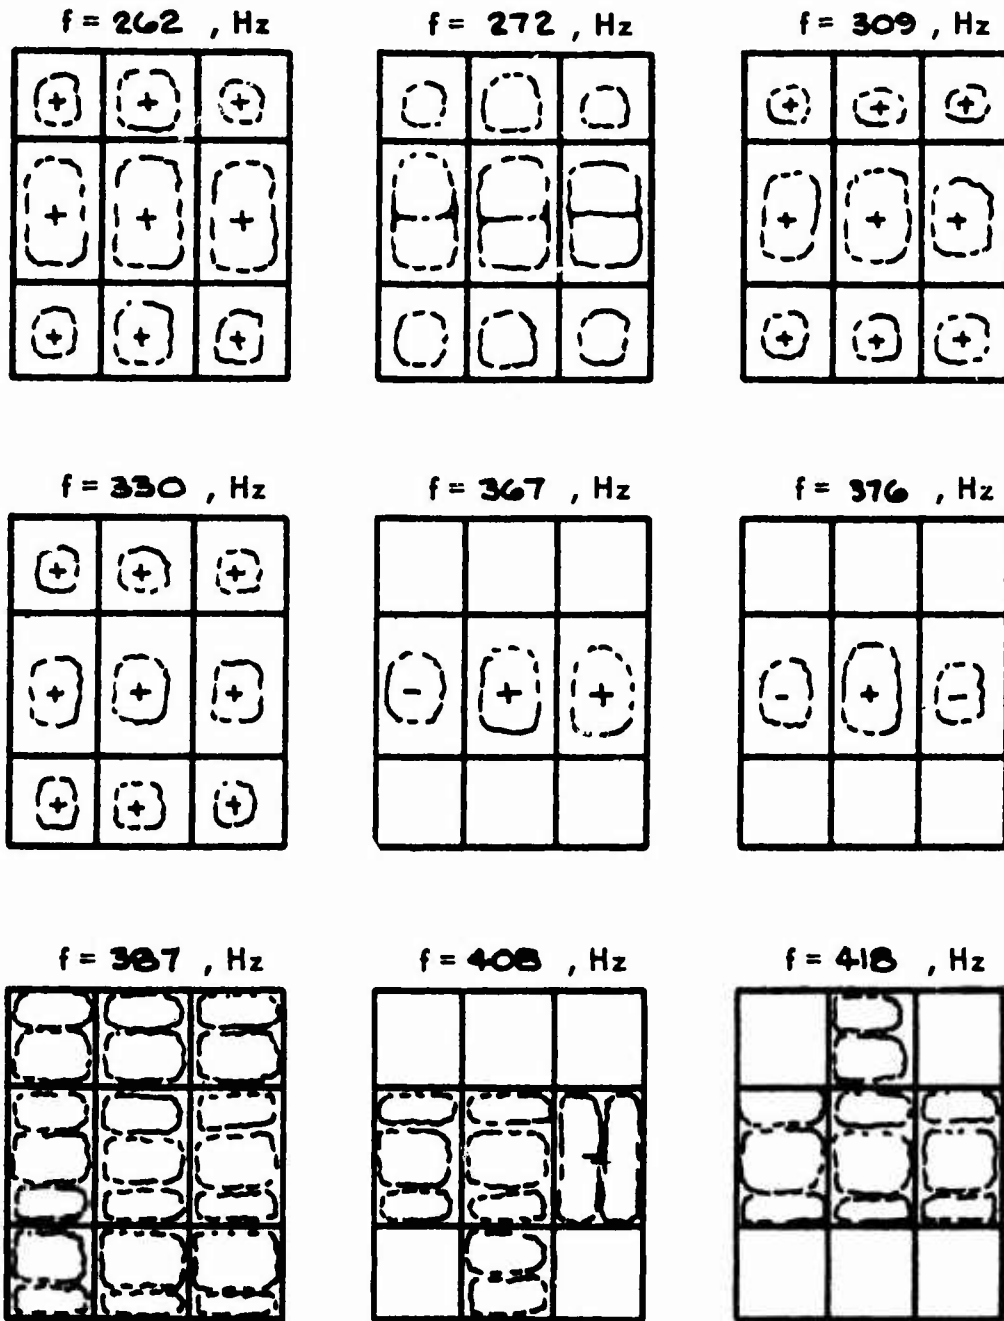 f = 262 , Hz f = 272 , Hz f = 309 , Hz
+ + + + + +
+ + + + + +
+ + + + + +
f = 330 , Hz f = 367 , Hz f = 376 , Hz
+ + +
+ + + - + + - + -
+ + +
f = 387 , Hz f = 408 , Hz f = 418 , Hz